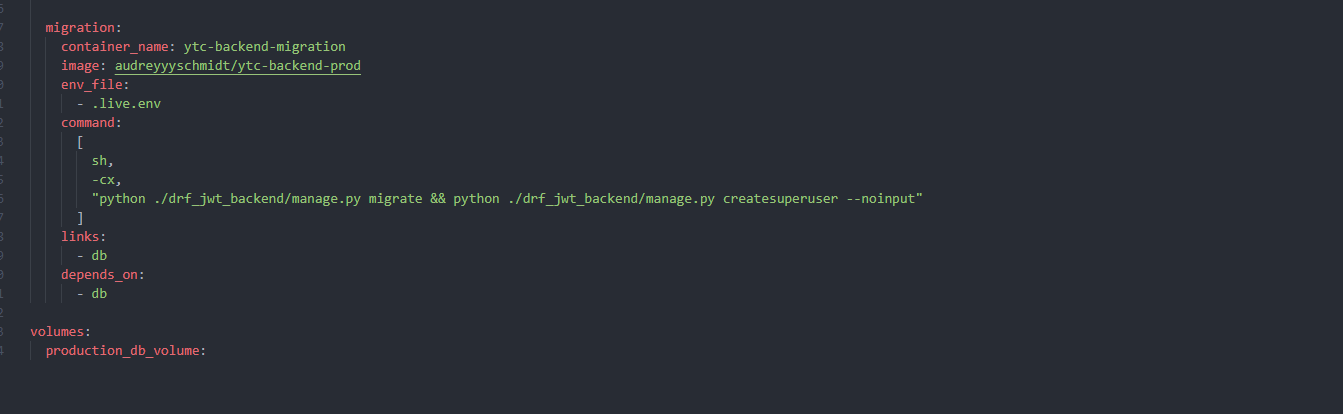 migration:
container_name: ytc-backend-migration
image: audreyyyschmidt/ytc-backend-prod
env_file:
- .live.env
command:
[
sh,
-cx,
"python ./drf_jwt_backend/manage.py migrate && python ./drf_jwt_backend/manage.py createsuperuser --noinput"
]
links:
- db
depends_on:
- db
volumes:
production_db_volume: